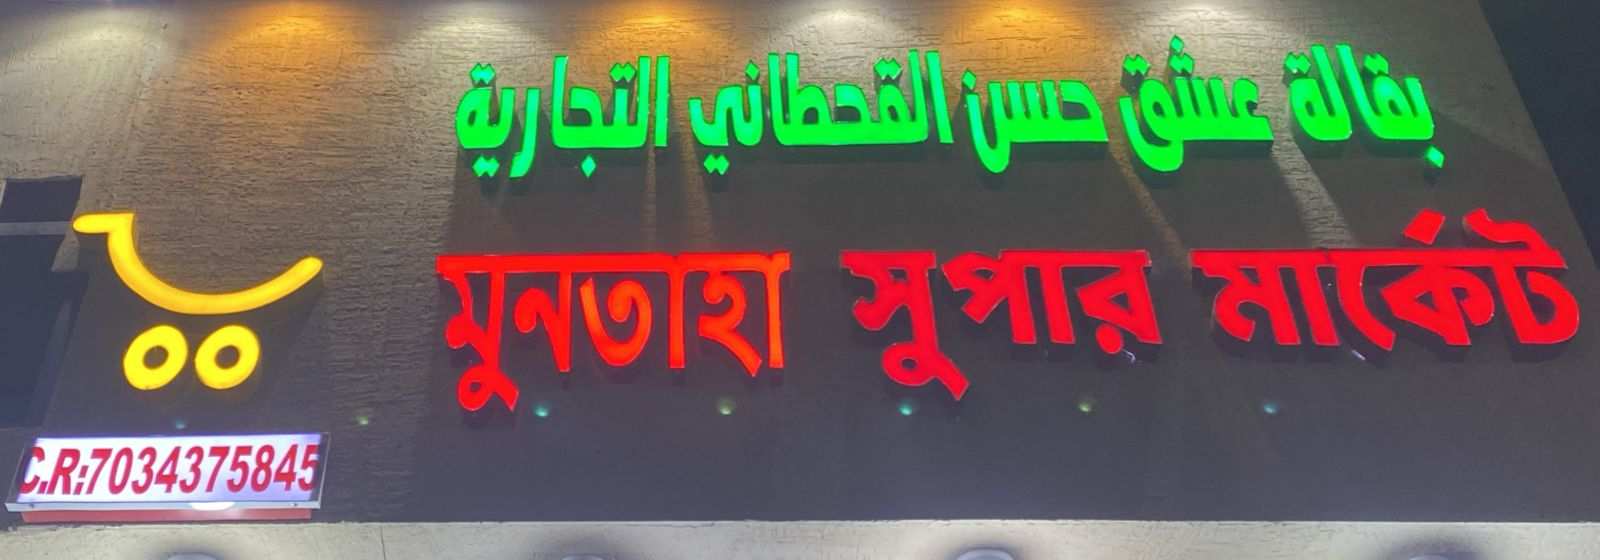 بقالة عشق حسن القحطاني التجارية
মুনতাহা সুপার মার্কেট
C.R:7034375845